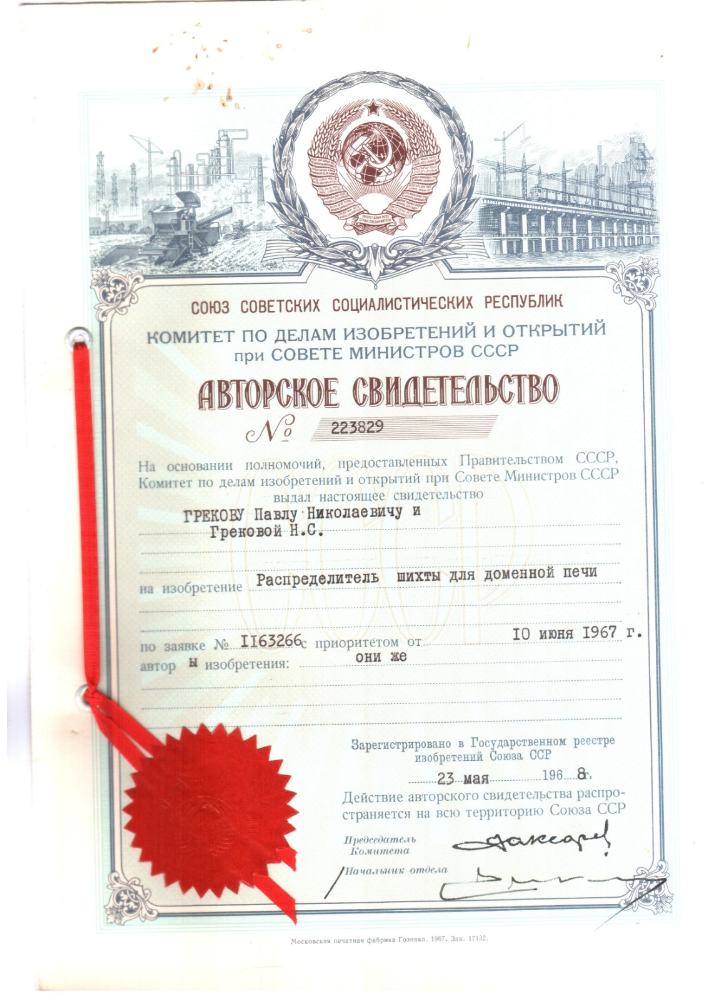 СОЮЗ СОВЕТСКИХ СОЦИАЛИСТИЧЕСКИХ РЕСПУБЛИК
КОМИТЕТ ПО ДЕЛАМ ИЗОБРЕТЕНИЙ И ОТКРЫТИЙ
при СОВЕТЕ МИНИСТРОВ СССР
АВТОРСКОЕ СВИДЕТЕЛЬСТВО
№ 223829
На основании полномочий, предоставленных Правительством СССР,
Комитет по делам изобретений и открытий при Совете Министров СССР
выдал настоящее свидетельство
ГРЕКОВУ Павлу Николаевичу и
Грековой Н.С.
на изобретение Распределитель шихты для доменной печи
по заявке № II63266 с приоритетом от IO июня 1967 г.
автор ы изобретения: они же
Зарегистрировано в Государственном реестре
изобретений Союза ССР
23 мая 1968г.
Действие авторского свидетельства распро-
страняется на всю территорию Союза ССР
Председатель
Комитета
Начальник отдела
Московская печатная фабрика Гознака. 1967. Зак. 17132.